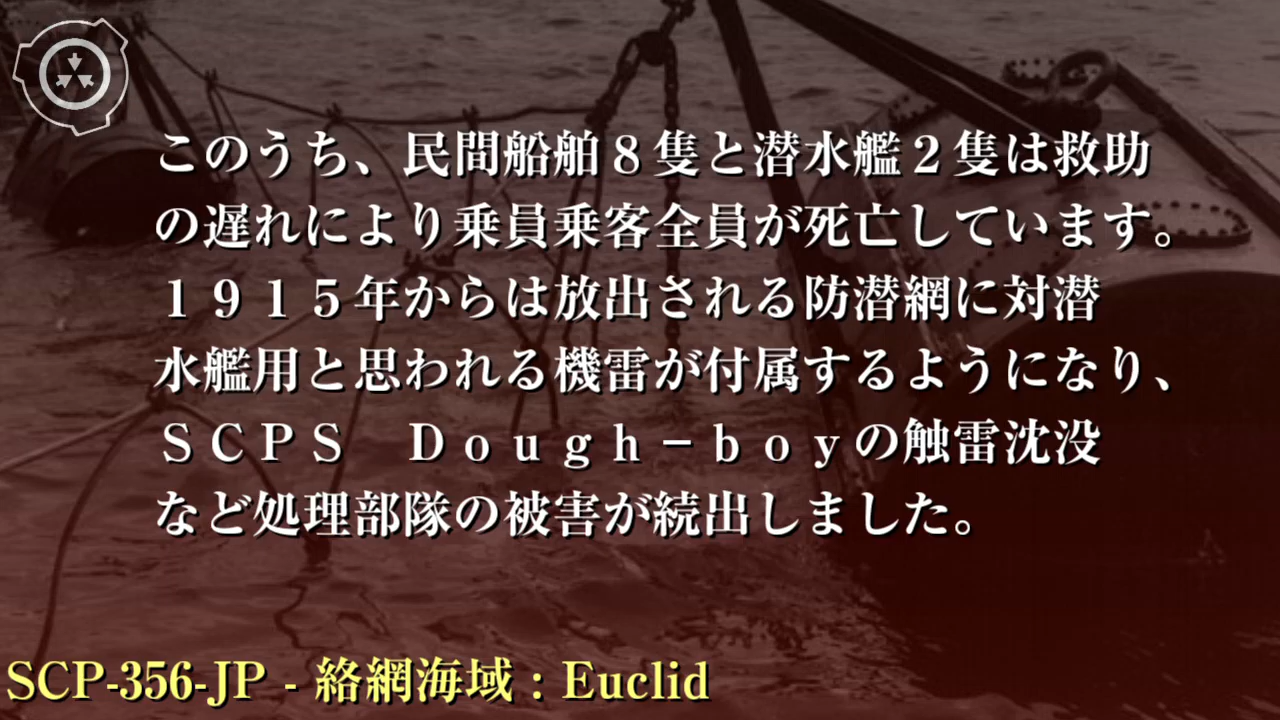 このうち、民間船舶８隻と潜水艦２隻は救助
の遅れにより乗員乗客全員が死亡しています。
１９１５年からは放出される防潜網に対潜
水艦用と思われる機雷が付属するようになり、
ＳＣＰＳ　Ｄｏｕｇｈ－ｂｏｙの触雷沈没
など処理部隊の被害が続出しました。
SCP-356-JP - 絡網海域：Euclid